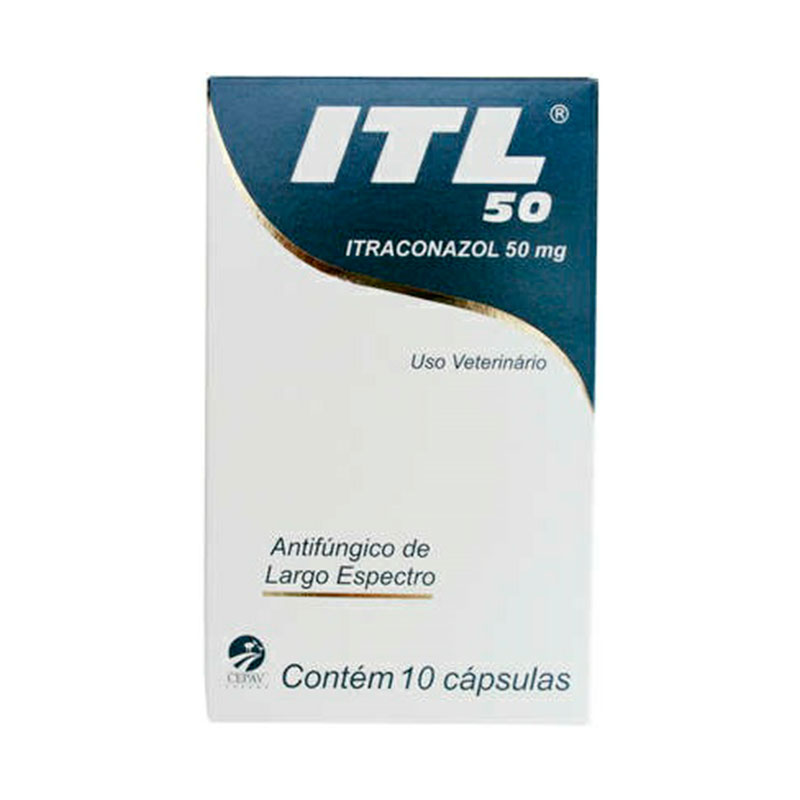 ITL®
50
ITRACONAZOL 50 mg
Uso Veterinário
Antifúngico de
Largo Espectro
CEPAV
Contém 10 cápsulas